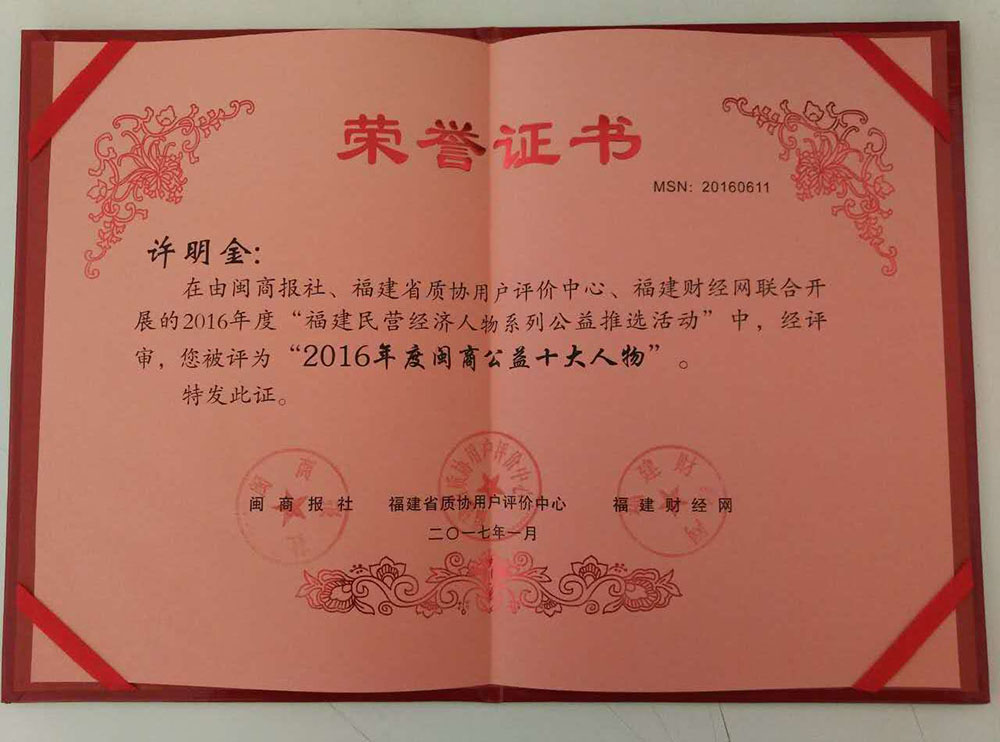 荣誉证书
MSN: 20160611
许明金:
在由闽商报社、福建省质协用户评价中心、福建财经网联合开
展的2016年度“福建民营经济人物系列公益推选活动”中，经评
审，您被评为“2016年度闽商公益十大人物”。
特发此证。
闽商报社 福建省质协用户评价中心 福建财经网
二〇一七年一月